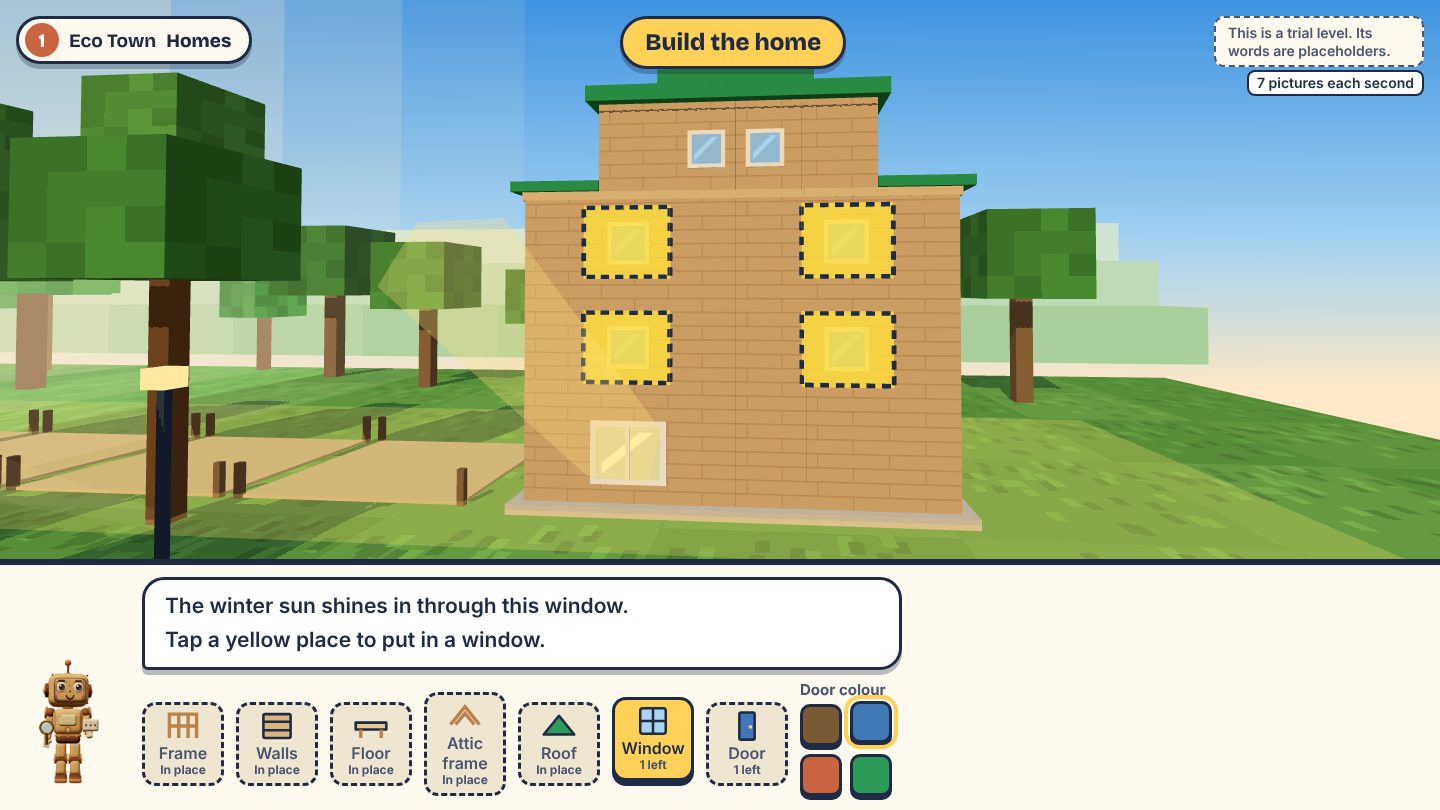 1 Eco Town Homes
Build the home
This is a trial level. Its
words are placeholders.
7 pictures each second
The winter sun shines in through this window.
Tap a yellow place to put in a window.
Frame
In place
Walls
In place
Floor
In place
Attic
frame
In place
Roof
In place
Window
1 left
Door
1 left
Door colour